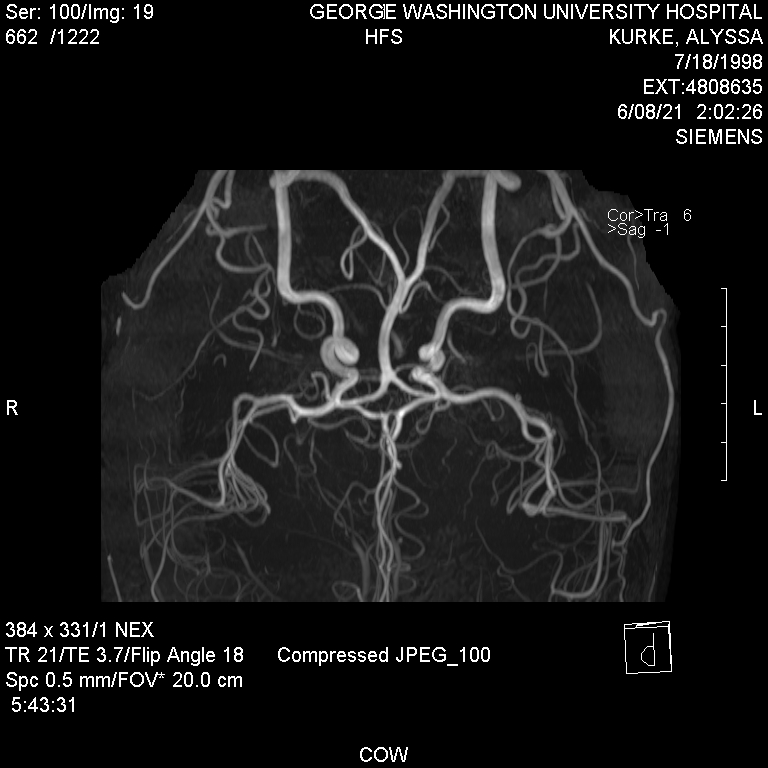 Ser: 100/Img: 19
GEORGIE WASHINGTON UNIVERSITY HOSPITAL
662 /1222
HFS
KURKE, ALYSSA
7/18/1998
EXT:4808635
6/08/21 2:02:26
SIEMENS
Cor>Tra 6
>Sag -1
R
L
384 x 331/1 NEX
TR 21/TE 3.7/Flip Angle 18
Compressed JPEG_100
Spc 0.5 mm/FOV* 20.0 cm
5:43:31
COW